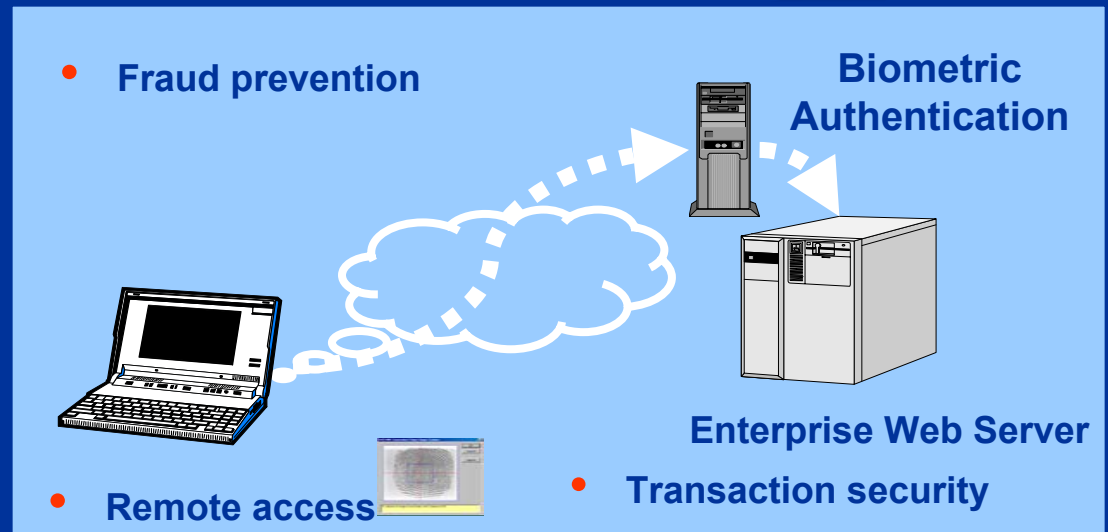 • Fraud prevention
Biometric
Authentication
Enterprise Web Server
• Remote access
• Transaction security